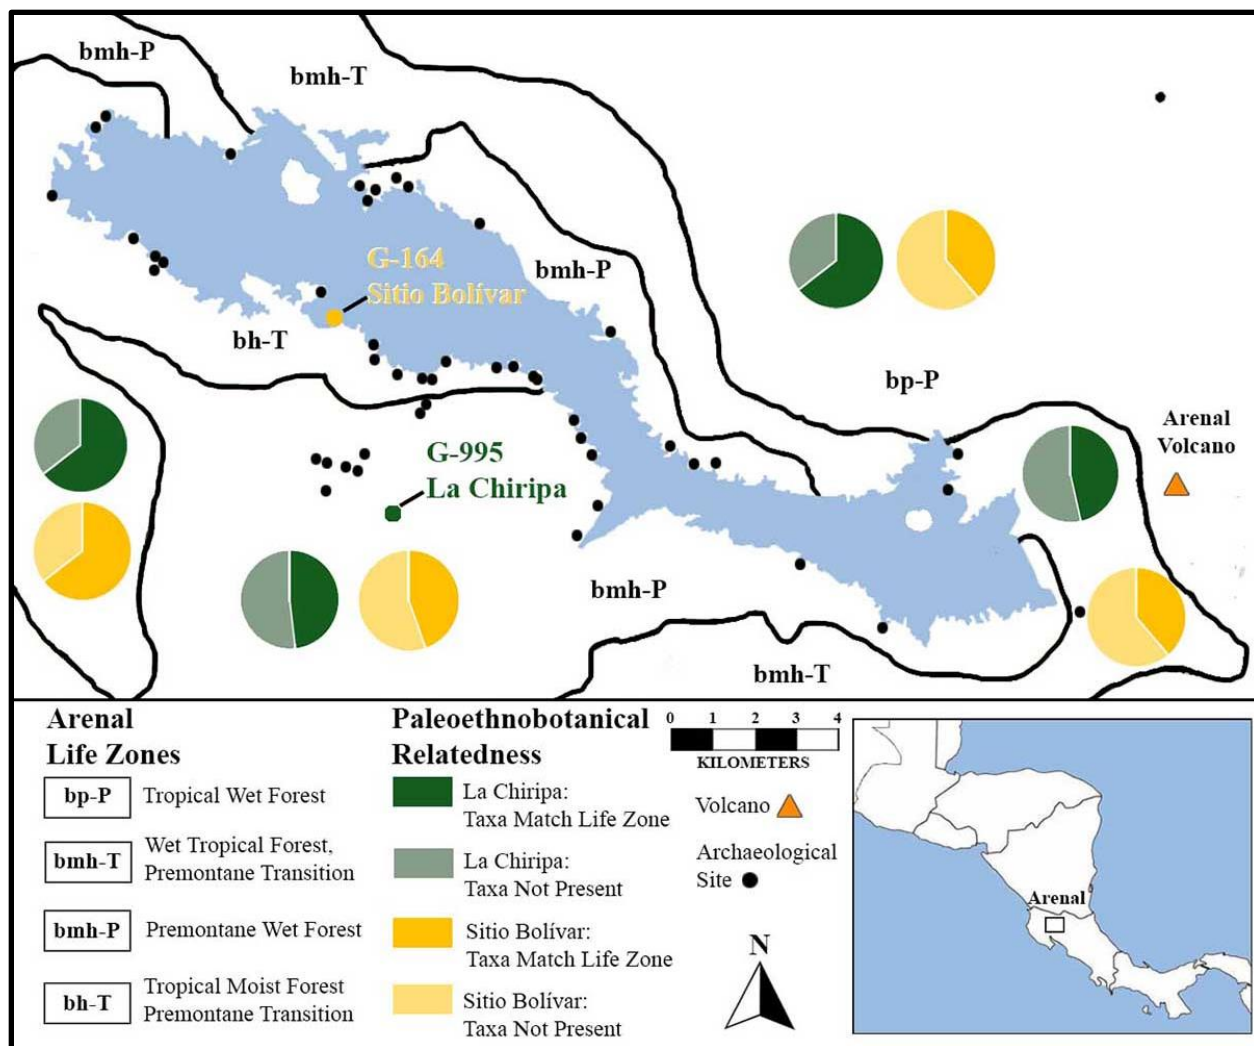 bmh-P
bmh-T
G-164
Sitio Bolívar
bmh-P
bh-T
bp-P
Arenal
Volcano
G-995
La Chiripa
bmh-P
bmh-T
Arenal
Life Zones
bp-P Tropical Wet Forest
bmh-T Wet Tropical Forest,
Premontane Transition
bmh-P Premontane Wet Forest
bh-T Tropical Moist Forest
Premontane Transition
Paleoethnobotanical
Relatedness
La Chiripa:
Taxa Match Life Zone
La Chiripa:
Taxa Not Present
Sitio Bolívar:
Taxa Match Life Zone
Sitio Bolívar:
Taxa Not Present
0 1 2 3 4
KILOMETERS
Volcano
Archaeological
Site
N
Arenal